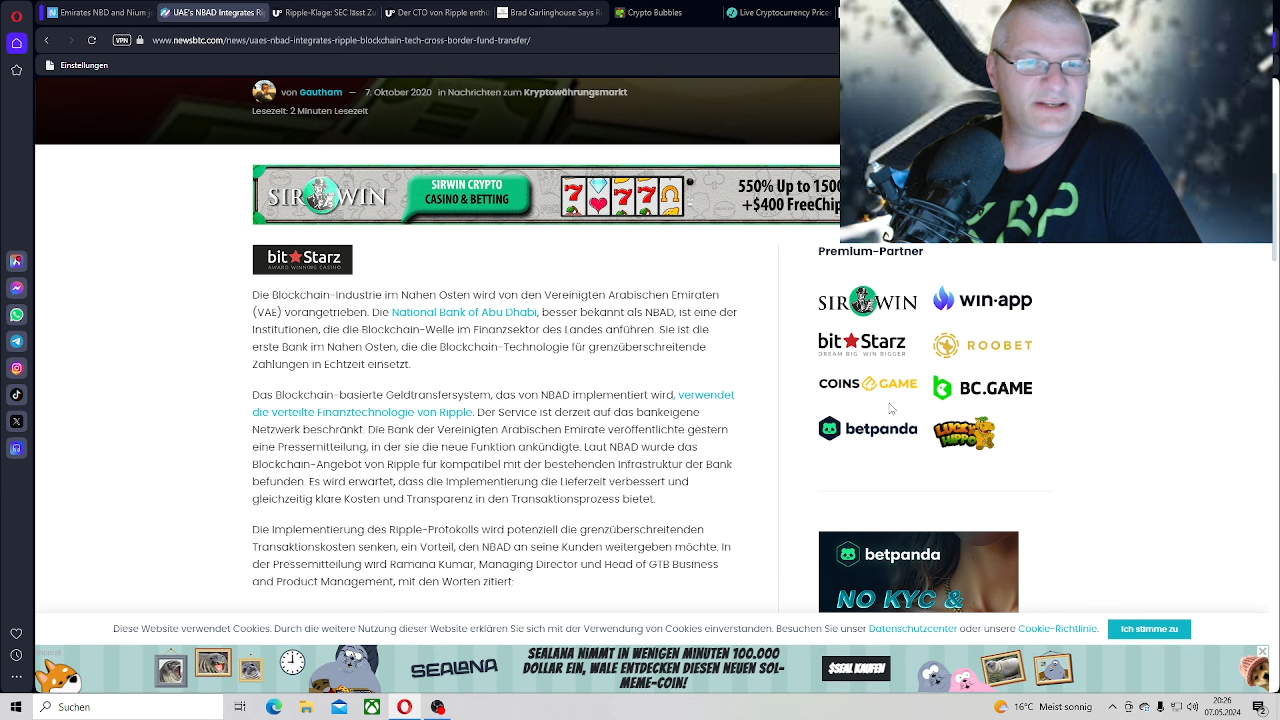 Ntegriert Ripples
UAE's NBD Integrates Ri
Ripple-Klage: SEC lässt Zu
Der CTO von Ripple entsch
Brad Garlinghouse Says R
Crypto Bubbles
Live Cryptocurrency Price
VPN
www.newsbtc.com/news/uaes-nbad-integrates-ripple-blockchain-tech-cross-border-fund-transfer/
Einführung
von Gautham — 7. Oktober 2020 in Nachrichten zum Kryptowährungsmarkt
Lesezeit: 2 Minuten Lesezeit
SIRWIN
SIRWIN CRYPTO
CASINO & BETTING
7 7 7
550% Up to 1500
+$400 FreeChip
bitStarz
AWARD WINNING CASINO
Die Blockchain-Industrie im Nahen Osten wird von den Vereinigten Arabischen Emiraten
(VAE) vorangetrieben. Die National Bank of Abu Dhabi, besser bekannt als NBAD, ist eine der
Institutionen, die die Blockchain-Welle im Finanzsektor des Landes anführen. Sie ist die
erste Bank im Nahen Osten, die die Blockchain-Technologie für grenzüberschreitende
Zahlungen in Echtzeit einsetzt.
Das Blockchain-basierte Geldtransfersystem, das von NBAD implementiert wird, verwendet
die verteilte Finanztechnologie von Ripple. Der Service ist derzeit auf das bankeigene
Netzwerk beschränkt. Die Bank der Vereinigten Arabischen Emirate veröffentlichte gestern
eine Pressemitteilung, in der sie die neue Funktion ankündigte. Laut NBAD wurde das
Blockchain-Angebot von Ripple für kompatibel mit der bestehenden Infrastruktur der Bank
befunden. Es wird erwartet, dass die Implementierung die Lieferzeit verbessert und
gleichzeitig klare Kosten und Transparenz in den Transaktionsprozess bietet.
Die Implementierung des Ripple-Protokolls wird potenziell die grenzüberschreitenden
Transaktionskosten senken, ein Vorteil, den NBAD an seine Kunden weitergeben möchte. In
der Pressemitteilung wird Ramana Kumar, Managing Director und Head of GTB Business
and Product Management, mit den Worten zitiert:
Premium-Partner
SIRWIN
win·app
bitStarz
DREAM BIG WIN BIGGER
ROOBET
COINS GAME
BC.GAME
betpanda
LUCKY
HIPPO
betpanda
NO KYC &
Diese Website verwendet Cookies. Durch die weitere Nutzung dieser Website erklären Sie sich mit der Verwendung von Cookies einverstanden. Besuchen Sie unser Datenschutzcenter oder unsere Cookie-Richtlinie.
Ich stimme zu
SEALANA
SEALANA NIMMT IN WENIGEN MINUTEN 100.000
DOLLAR EIN, WALE ENTDECKEN DIESEN NEUEN SOL-
MEME-COIN!
$SEAL KAUFEN
Suchen
16°C Meist sonnig
20:26
07.05.2024